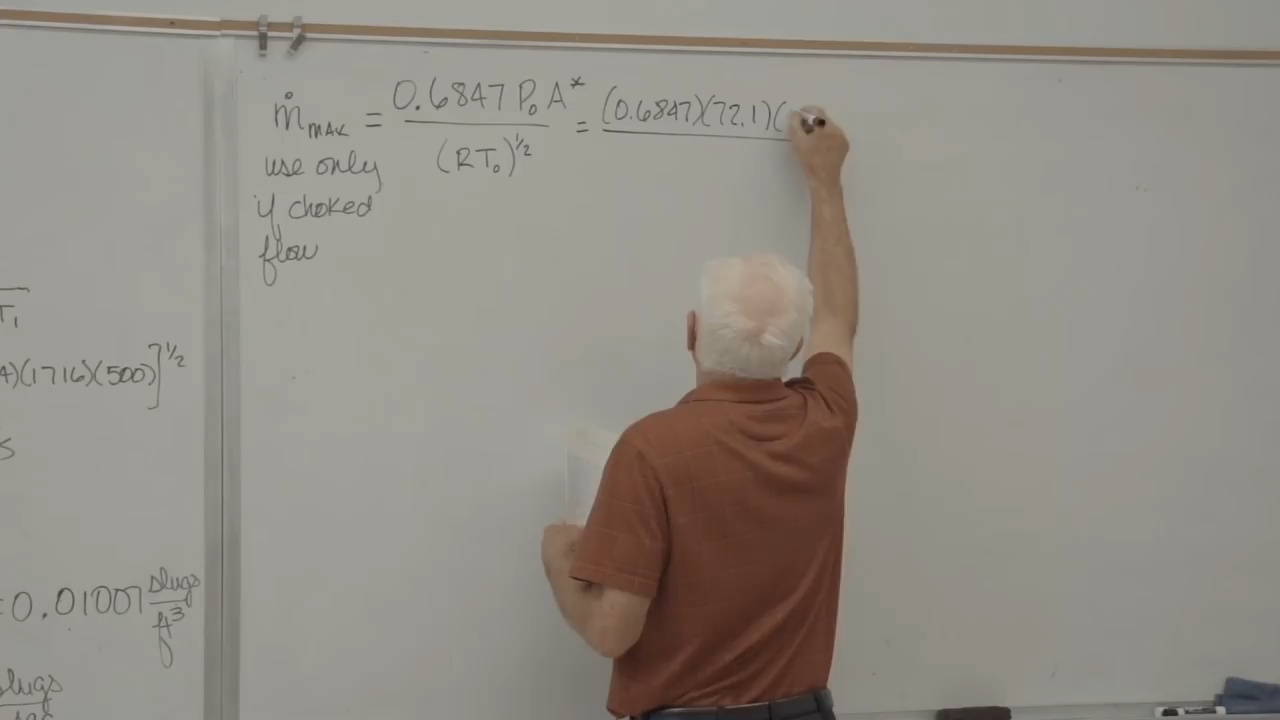 T₁
)(1716)(500)]^1/2
s
=0.01007 slugs/ft³
slugs
ṁ_MAX = 0.6847 P₀ A* / (RT₀)^1/2 = (0.6847)(72.1)(
use only
if choked
flow